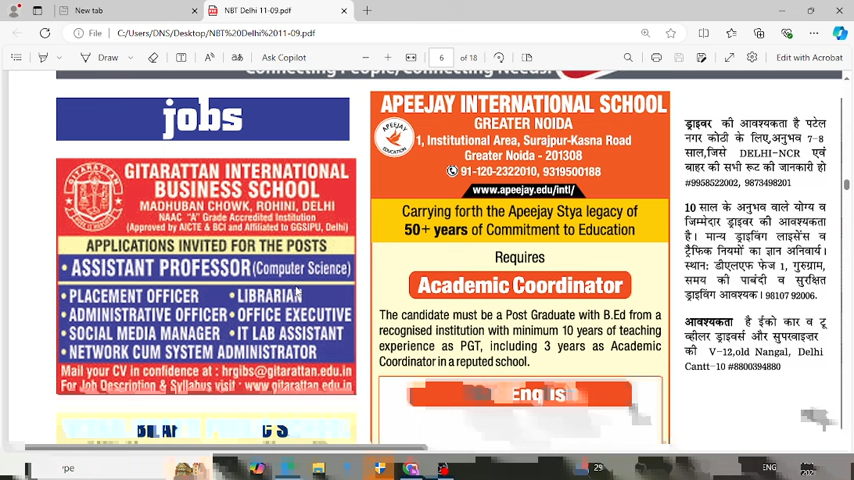 New tab
NBT Delhi 11-09.pdf
File
C:/Users/DNS/Desktop/NBT%20Delhi%2011-09.pdf
Draw
Ask Copilot
6 of 18
Edit with Acrobat
Connecting People, Connecting Needs!
jobs
GITARATTAN INTERNATIONAL
BUSINESS SCHOOL
MADHUBAN CHOWK, ROHINI, DELHI
NAAC "A" Grade Accredited Institution
(Approved by AICTE & BCI and Affiliated to GGSIPU, Delhi)
APPLICATIONS INVITED FOR THE POSTS
• ASSISTANT PROFESSOR (Computer Science)
• PLACEMENT OFFICER • LIBRARIAN
• ADMINISTRATIVE OFFICER • OFFICE EXECUTIVE
• SOCIAL MEDIA MANAGER • IT LAB ASSISTANT
• NETWORK CUM SYSTEM ADMINISTRATOR
Mail your CV in confidence at : hrgibs@gitarattan.edu.in
For Job Description & Syllabus visit : www.gitarattan.edu.in
APEEJAY INTERNATIONAL SCHOOL
GREATER NOIDA
APEEJAY
EDUCATION
1, Institutional Area, Surajpur-Kasna Road
Greater Noida - 201308
91-120-2322010, 9319500188
www.apeejay.edu/intl/
Carrying forth the Apeejay Stya legacy of
50+ years of Commitment to Education
Requires
Academic Coordinator
The candidate must be a Post Graduate with B.Ed from a
recognised institution with minimum 10 years of teaching
experience as PGT, including 3 years as Academic
Coordinator in a reputed school.
ड्राइवर की आवश्यकता है पटेल
नगर कोठी के लिए,अनुभव 7-8
साल,जिसे DELHI-NCR एवं
बाहर की सभी रूट की जानकारी हो
#9958522002, 9873498201
10 साल के अनुभव वाले योग्य व
जिम्मेदार ड्राइवर की आवश्यकता
है। मान्य ड्राइविंग लाइसेंस व
ट्रैफिक नियमों का ज्ञान अनिवार्य।
स्थान: डीएलएफ फेज 1, गुरुग्राम,
समय की पाबंदी व सुरक्षित
ड्राइविंग आवश्यक। 9810792006.
आवश्यकता है ईको कार व टू
व्हीलर ड्राइवर्स और सुपरवाइज़र
की V-12,old Nangal, Delhi
Cantt-10 #8800394880
29
ENG